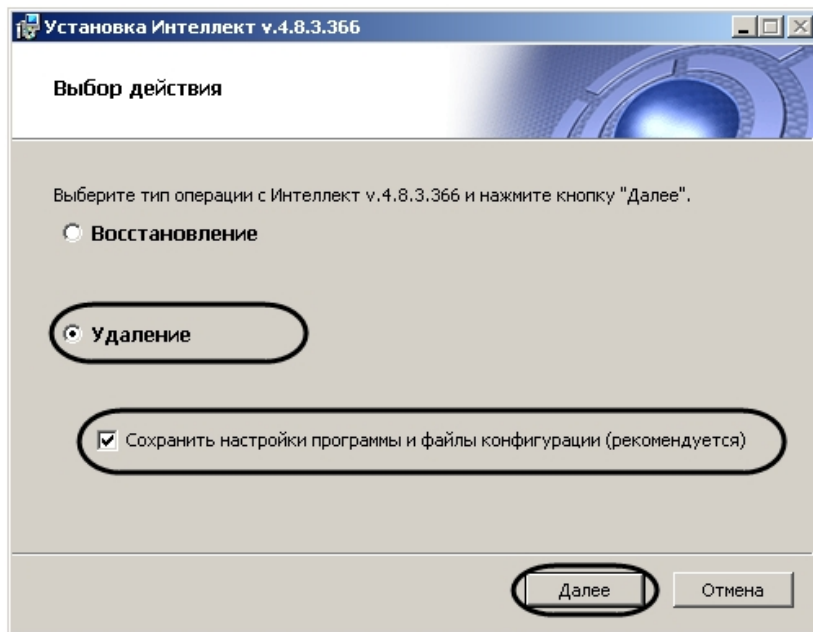 Установка Интеллект v.4.8.3.366
Выбор действия
Выберите тип операции с Интеллект v.4.8.3.366 и нажмите кнопку "Далее".
Восстановление
Удаление
Сохранить настройки программы и файлы конфигурации (рекомендуется)
Далее
Отмена